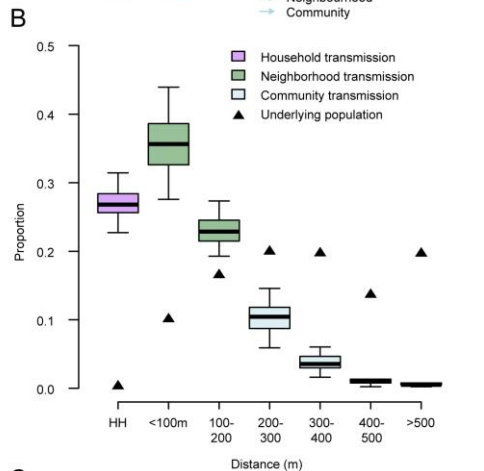 Neighbourhood
Community
B
0.5
0.4
0.3
0.2
0.1
0.0
Proportion
Household transmission
Neighborhood transmission
Community transmission
Underlying population
HH
<100m
100-
200
200-
300
300-
400
400-
500
>500
Distance (m)